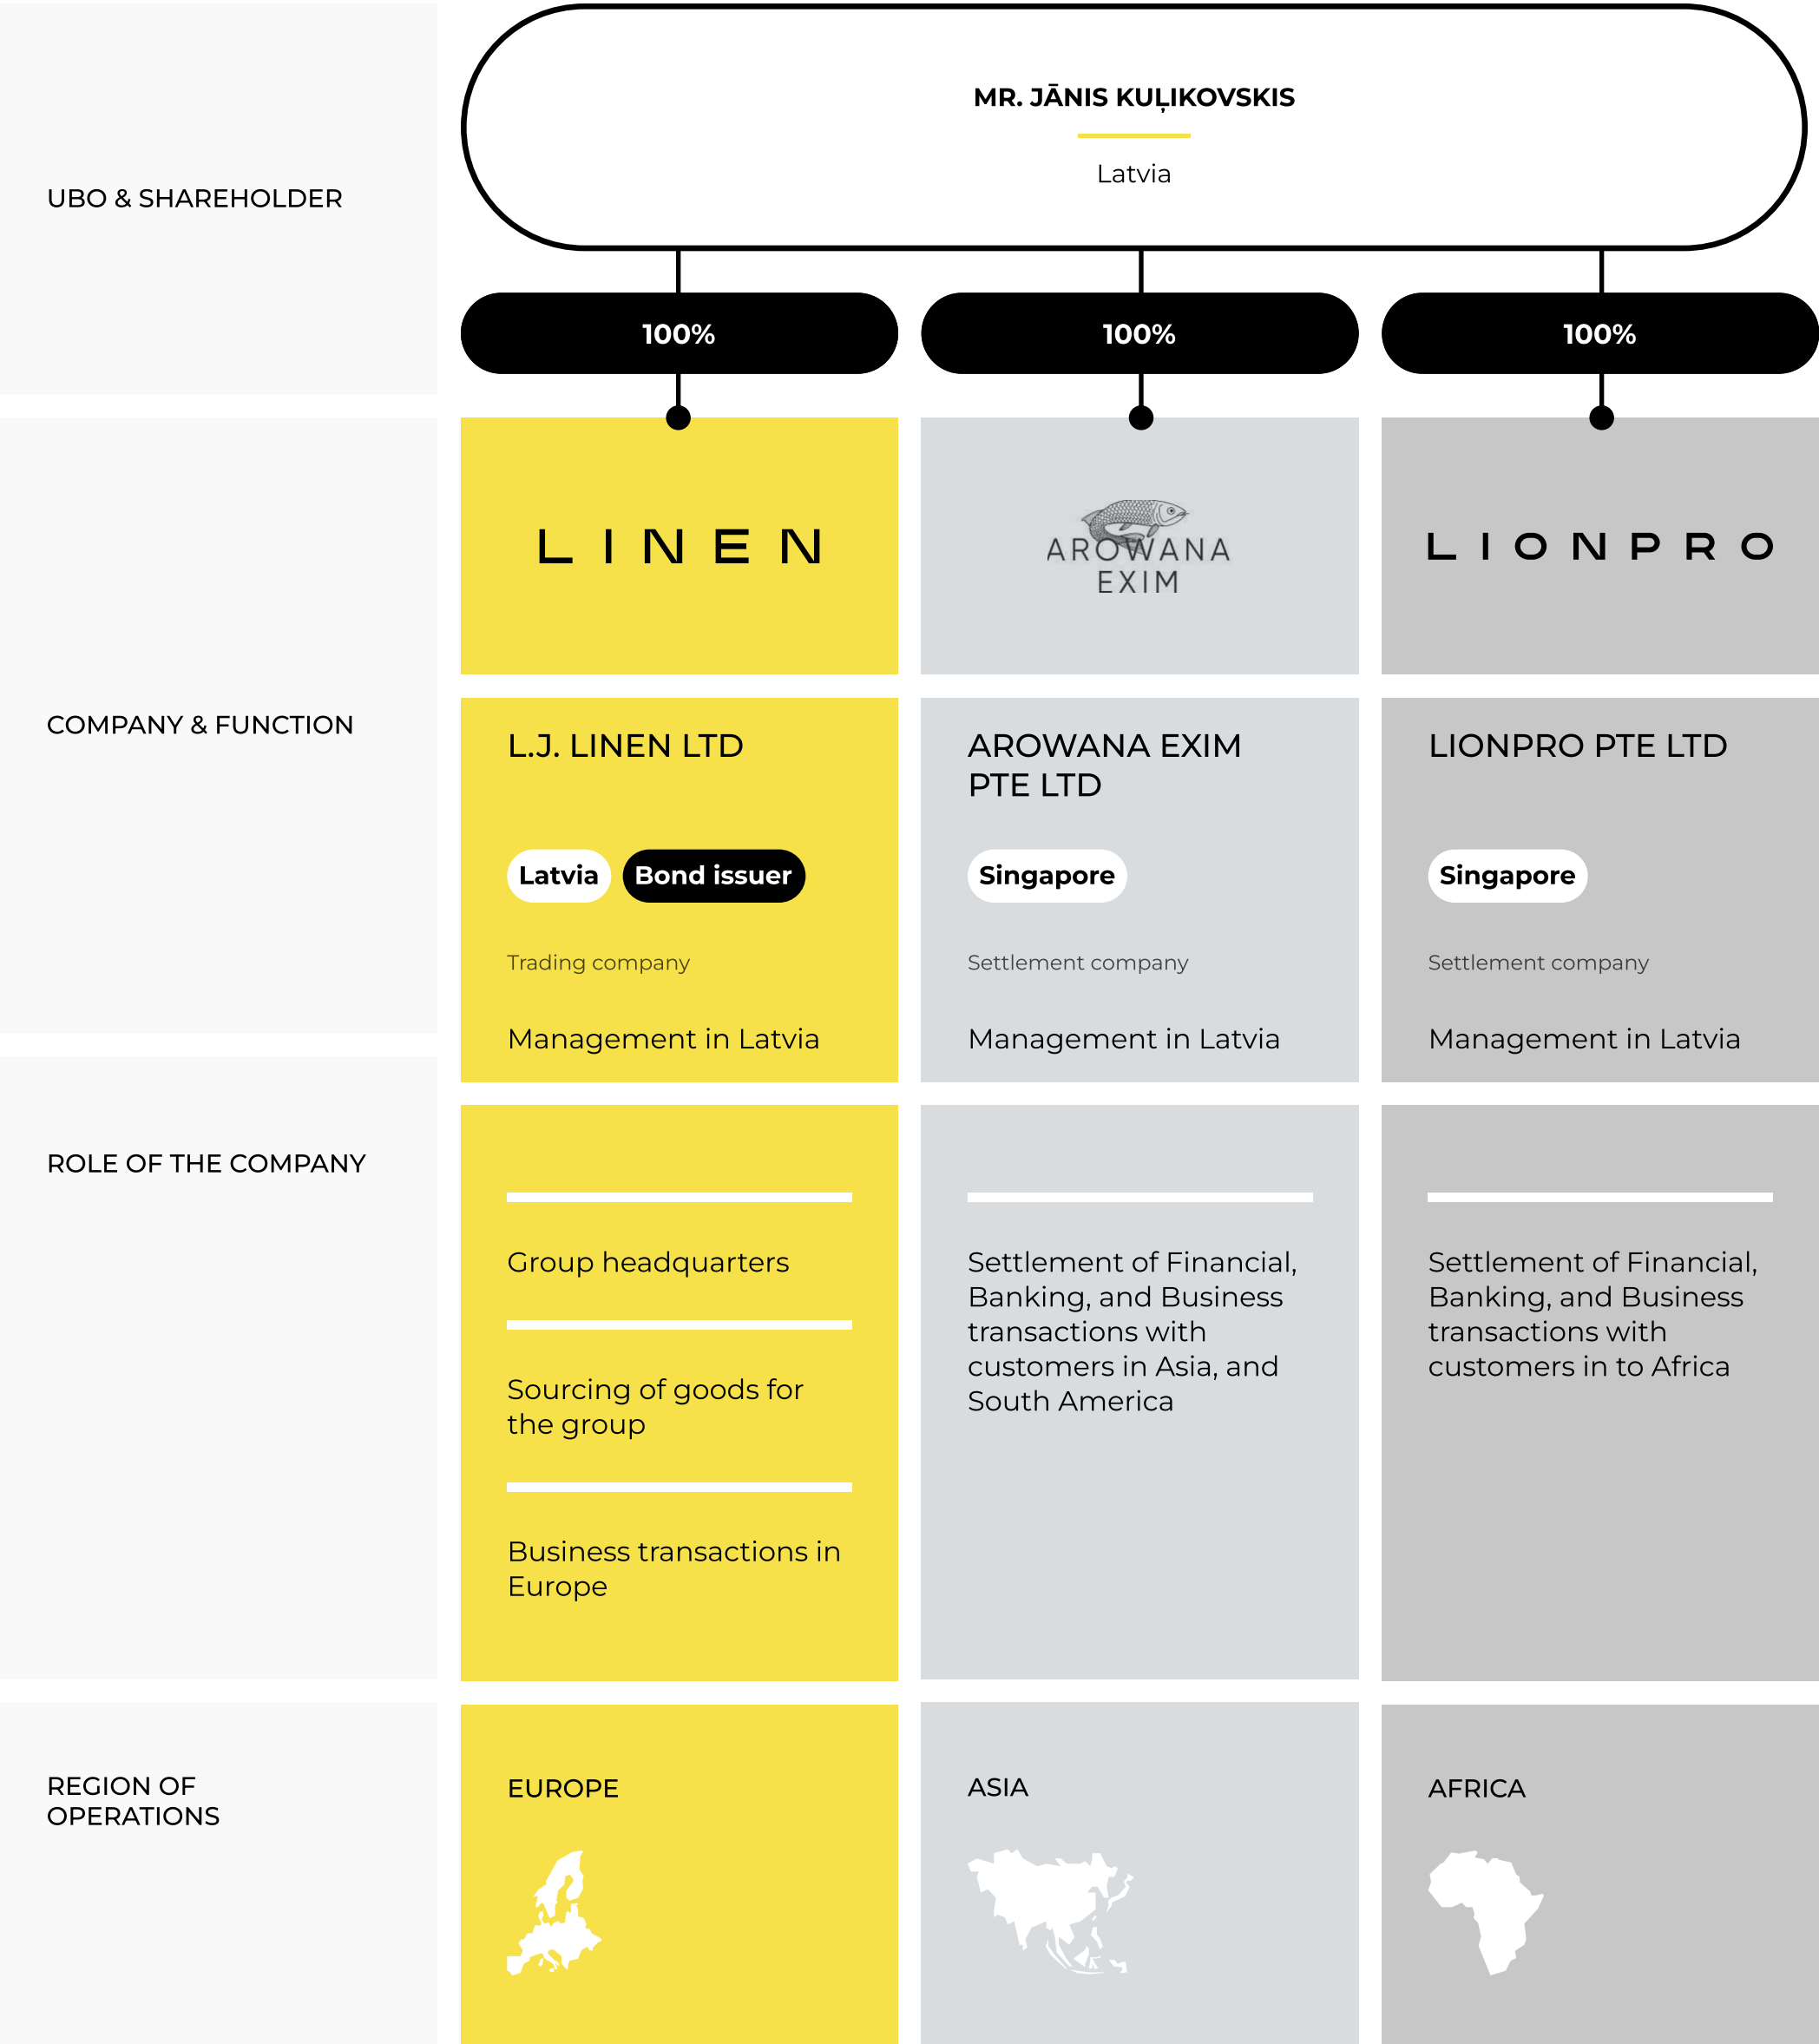 MR. JĀNIS KUĻIKOVSKIS
Latvia
UBO & SHAREHOLDER
100%
100%
100%
LINEN
AROWANA
EXIM
LIONPRO
COMPANY & FUNCTION
L.J. LINEN LTD
Latvia
Bond issuer
Trading company
Management in Latvia
AROWANA EXIM
PTE LTD
Singapore
Settlement company
Management in Latvia
LIONPRO PTE LTD
Singapore
Settlement company
Management in Latvia
ROLE OF THE COMPANY
Group headquarters
Sourcing of goods for
the group
Business transactions in
Europe
Settlement of Financial,
Banking, and Business
transactions with
customers in Asia, and
South America
Settlement of Financial,
Banking, and Business
transactions with
customers in to Africa
REGION OF
OPERATIONS
EUROPE
ASIA
AFRICA